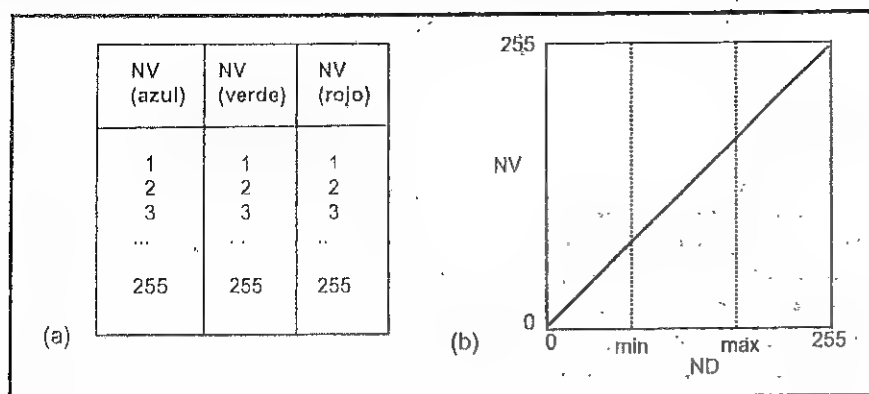 NV NV NV
(azul) (verde) (rojo)
1 1 1
2 2 2
3 3 3
... .. ..
255 255 255
(a)
255
NV
0
0 min máx 255
ND
(b)